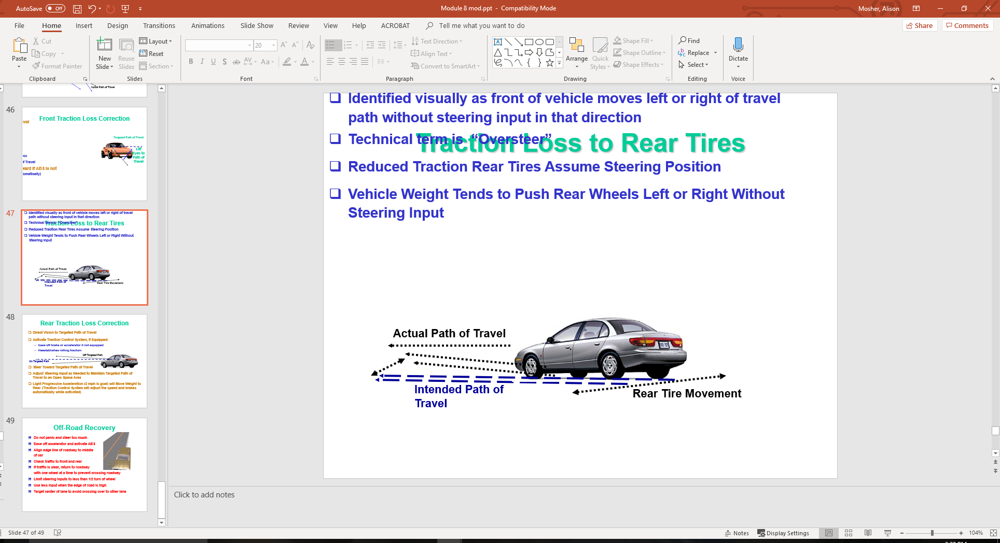 AutoSave Off
Module 8 mod.ppt - Compatibility Mode
Mosher, Alison
File Home Insert Design Transitions Animations Slide Show Review View Help ACROBAT Tell me what you want to do
Share Comments
Paste
Cut
Copy
Format Painter
Clipboard
New Slide
Reuse Slides
Layout
Reset
Section
Slides
20
B I U S ab AV Aa A
Font
Text Direction
Align Text
Convert to SmartArt
Paragraph
Arrange
Quick Styles
Shape Fill
Shape Outline
Shape Effects
Drawing
Find
Replace
Select
Editing
Dictate
Voice
Actual Path of Travel
46
Front Traction Loss Correction
Targeted Path of Travel
Lift
Eyes to
Path of
Travel
f Travel
ward if ABS is not
omatically)
47
Identified visually as front of vehicle moves left or right of travel
path without steering input in that direction
Technical term is "Oversteer"
Traction Loss to Rear Tires
Reduced Traction Rear Tires Assume Steering Position
Vehicle Weight Tends to Push Rear Wheels Left or Right Without
Steering Input
Actual Path of Travel
Intended Path of
Travel
Rear Tire Movement
48
Rear Traction Loss Correction
Direct Vision to Targeted Path of Travel
Activate Traction Control System, if Equipped:
– Ease off brake or accelerator if not equipped
– Reestablishes rolling traction
Off Targeted Path
On Targeted Path
Steer Toward Targeted Path of Travel
Adjust Steering Input as Needed to Maintain Targeted Path of
Travel to an Open Space Area
Light Progressive Acceleration (2 mph is goal) will Move Weight to
Rear. (Traction Control System will adjust the speed and brakes
automatically while activated)
49
Off-Road Recovery
Do not panic and steer too much
Ease off accelerator and activate ABS
Align edge line of roadway to middle
of car
Check traffic to front and rear
If traffic is clear, return to roadway
with one wheel at a time to prevent crossing roadway
Limit steering inputs to less than 1/2 turn of wheel
Use less input when the edge of road is high
Target center of lane to avoid crossing over to other lane
Identified visually as front of vehicle moves left or right of travel
path without steering input in that direction
Technical term is “Oversteer”
Traction Loss to Rear Tires
Reduced Traction Rear Tires Assume Steering Position
Vehicle Weight Tends to Push Rear Wheels Left or Right Without
Steering Input
Actual Path of Travel
Intended Path of
Travel
Rear Tire Movement
Click to add notes
Slide 47 of 49
Notes
Display Settings
104%